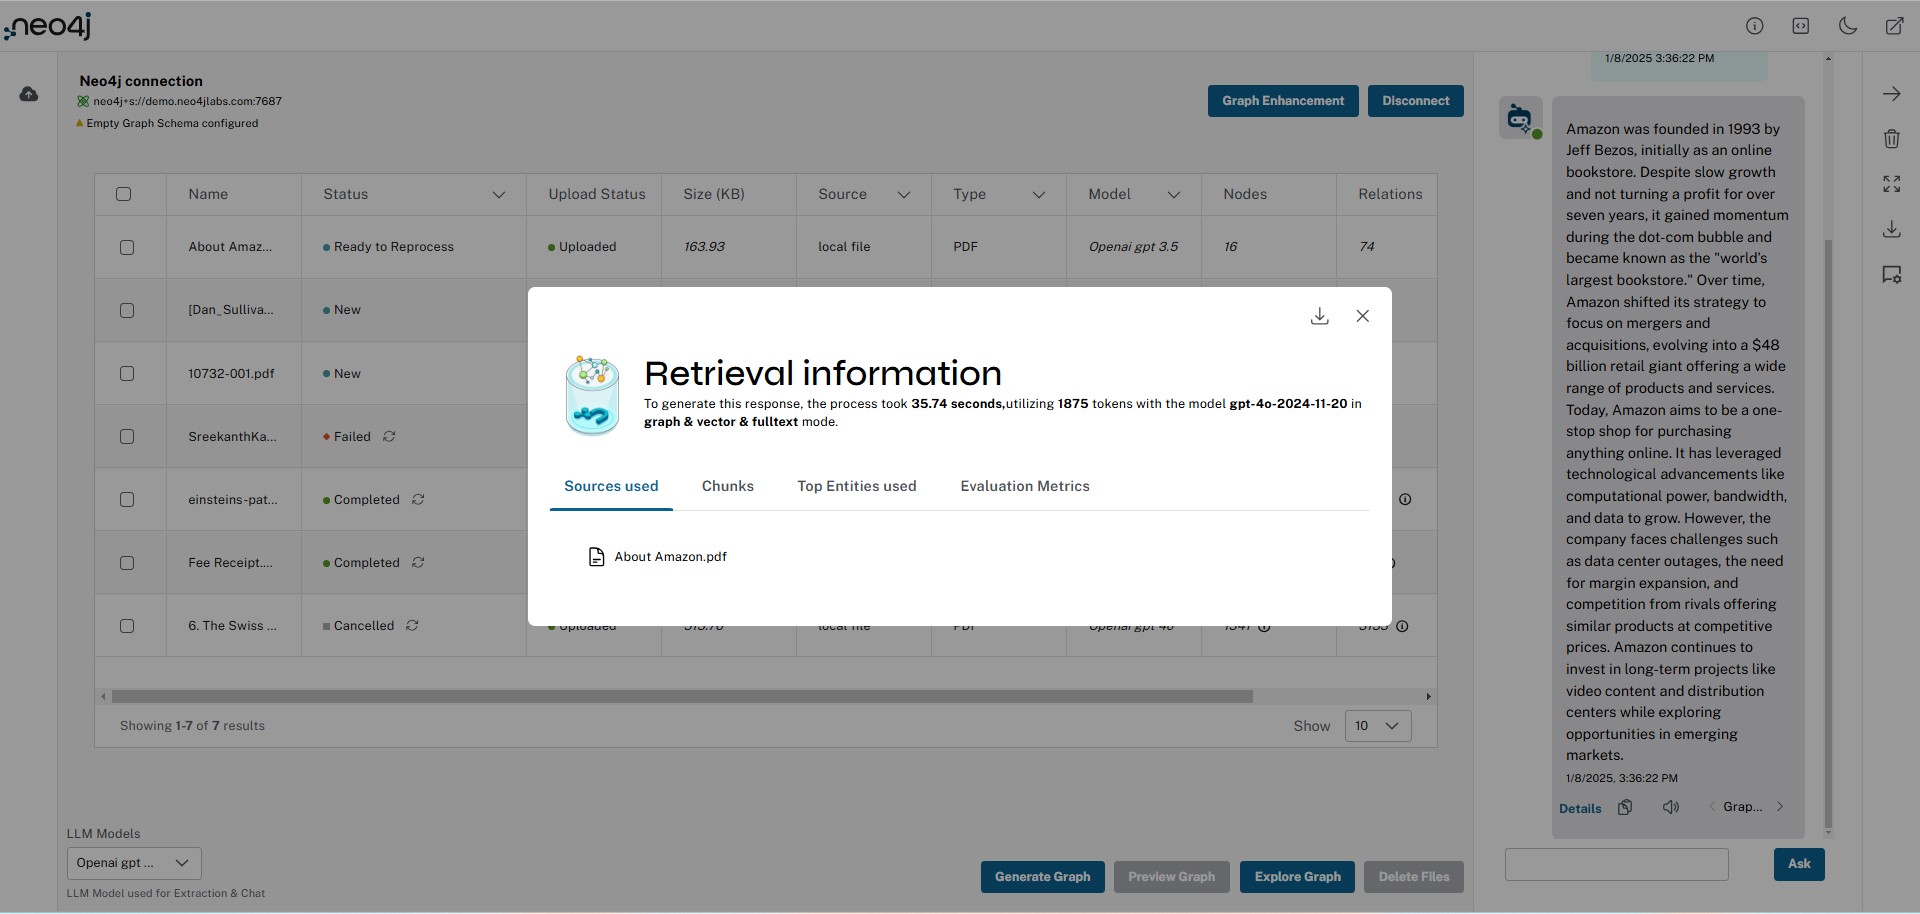 neo4j
Neo4j connection
neo4j+s://demo.neo4jlabs.com:7687
Empty Graph Schema configured
Graph Enhancement
Disconnect
Name Status Upload Status Size (KB) Source Type Model Nodes Relations
About Amaz... Ready to Reprocess Uploaded 163.93 local file PDF Openai gpt 3.5 16 74
[Dan_Sulliva... New
10732-001.pdf New
SreekanthKa... Failed
einsteins-pat... Completed
Fee Receipt.... Completed
6. The Swiss ... Cancelled Uploaded local file PDF Openai gpt 4o
Showing 1-7 of 7 results
Show 10
LLM Models
Openai gpt ...
LLM Model used for Extraction & Chat
Generate Graph
Preview Graph
Explore Graph
Delete Files
Retrieval information
To generate this response, the process took 35.74 seconds,utilizing 1875 tokens with the model gpt-4o-2024-11-20 in
graph & vector & fulltext mode.
Sources used Chunks Top Entities used Evaluation Metrics
About Amazon.pdf
1/8/2025 3:36:22 PM
Amazon was founded in 1993 by
Jeff Bezos, initially as an online
bookstore. Despite slow growth
and not turning a profit for over
seven years, it gained momentum
during the dot-com bubble and
became known as the "world's
largest bookstore." Over time,
Amazon shifted its strategy to
focus on mergers and
acquisitions, evolving into a $48
billion retail giant offering a wide
range of products and services.
Today, Amazon aims to be a one-
stop shop for purchasing
anything online. It has leveraged
technological advancements like
computational power, bandwidth,
and data to grow. However, the
company faces challenges such
as data center outages, the need
for margin expansion, and
competition from rivals offering
similar products at competitive
prices. Amazon continues to
invest in long-term projects like
video content and distribution
centers while exploring
opportunities in emerging
markets.
1/8/2025, 3:36:22 PM
Details
Grap...
Ask